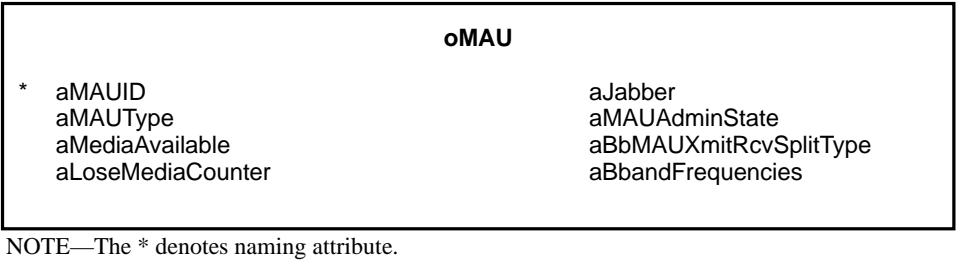 oMAU
* aMAUID
aMAUType
aMediaAvailable
aLoseMediaCounter
aJabber
aMAUAdminState
aBbMAUXmitRcvSplitType
aBbandFrequencies
NOTE—The * denotes naming attribute.